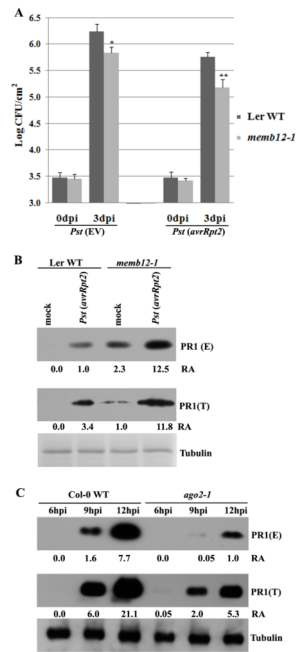 A
Log CFU/cm²
6.5
6.0
5.5
5.0
4.5
4.0
3.5
3.0
*
**
Ler WT
memb12-1
0dpi 3dpi 0dpi 3dpi
Pst (EV) Pst (avrRpt2)
B
Ler WT memb12-1
mock Pst (avrRpt2) mock Pst (avrRpt2)
PR1 (E)
0.0 1.0 2.3 12.5 RA
PR1(T)
0.0 3.4 1.0 11.8 RA
Tubulin
C
Col-0 WT ago2-1
6hpi 9hpi 12hpi 6hpi 9hpi 12hpi
PR1(E)
0.0 1.6 7.7 0.0 0.05 1.0 RA
PR1(T)
0.0 6.0 21.1 0.05 2.0 5.3 RA
Tubulin